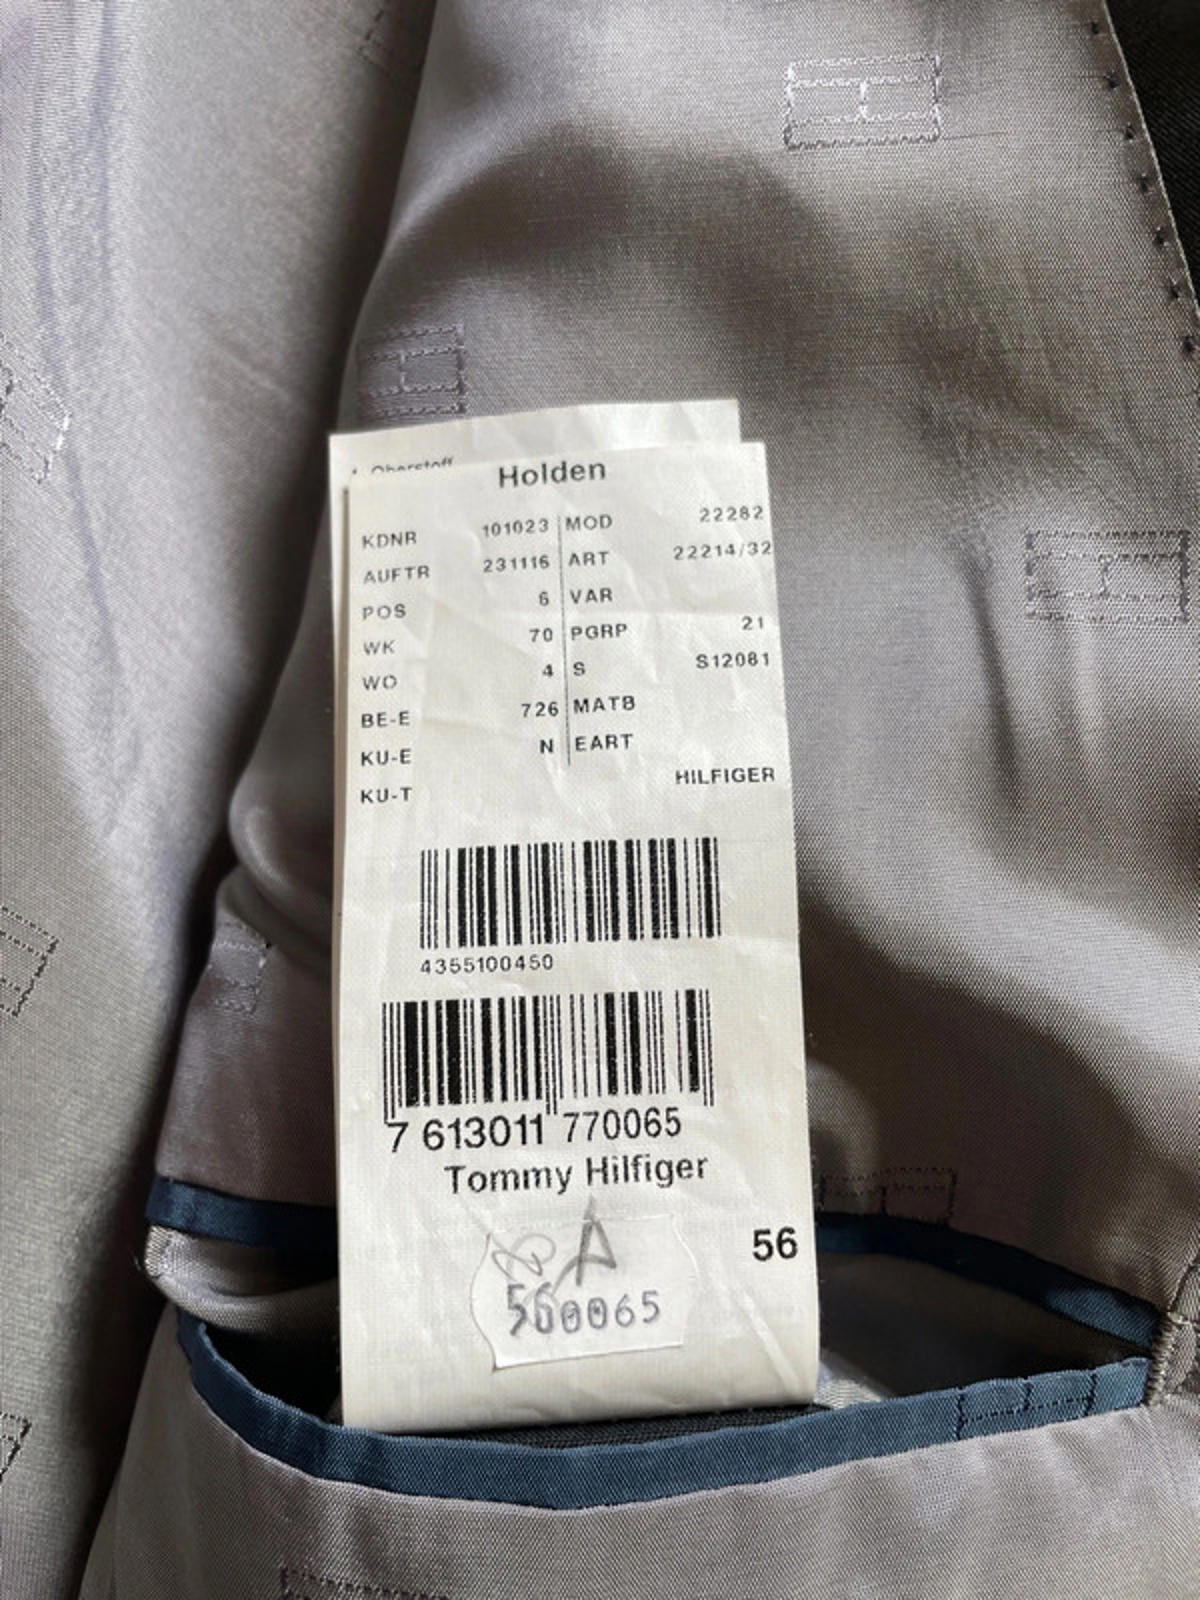 Oberstoff
Holden
KDNR 101023 MOD 22282
AUFTR 231116 ART 22214/32
POS 6 VAR
WK 70 PGRP 21
WO 4 S S12081
BE-E 726 MATB
KU-E N EART
KU-T HILFIGER
4355100450
7 613011 770065
Tommy Hilfiger
A
56